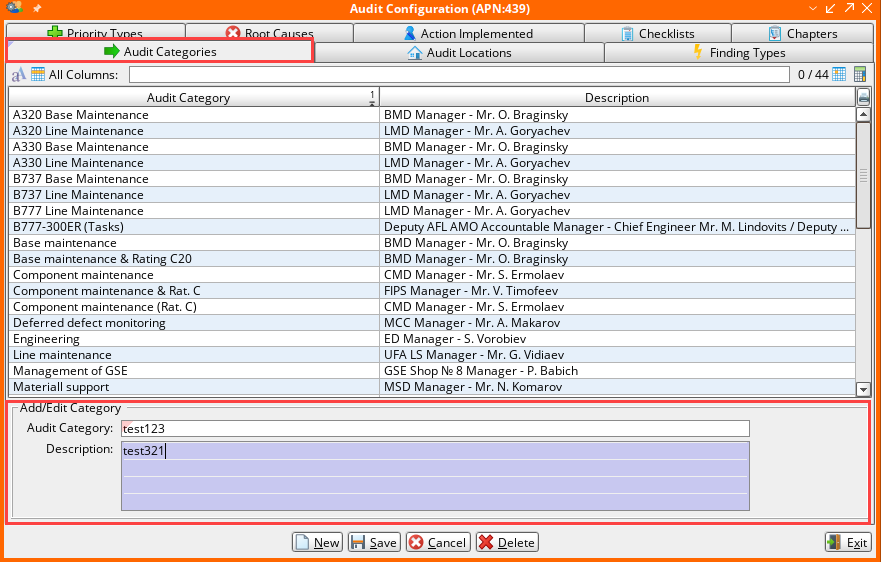 Audit Configuration (APN:439)
Priority Types Root Causes Action Implemented Checklists Chapters
Audit Categories Audit Locations Finding Types
All Columns: 0 / 44
Audit Category 1 Description
A320 Base Maintenance BMD Manager - Mr. O. Braginsky
A320 Line Maintenance LMD Manager - Mr. A. Goryachev
A330 Base Maintenance BMD Manager - Mr. O. Braginsky
A330 Line Maintenance LMD Manager - Mr. A. Goryachev
B737 Base Maintenance BMD Manager - Mr. O. Braginsky
B737 Line Maintenance LMD Manager - Mr. A. Goryachev
B777 Line Maintenance LMD Manager - Mr. A. Goryachev
B777-300ER (Tasks) Deputy AFL AMO Accountable Manager - Chief Engineer Mr. M. Lindovits / Deputy ...
Base maintenance BMD Manager - Mr. O. Braginsky
Base maintenance & Rating C20 BMD Manager - Mr. O. Braginsky
Component maintenance CMD Manager - Mr. S. Ermolaev
Component maintenance & Rat. C FIPS Manager - Mr. V. Timofeev
Component maintenance (Rat. C) CMD Manager - Mr. S. Ermolaev
Deferred defect monitoring MCC Manager - Mr. A. Makarov
Engineering ED Manager - S. Vorobiev
Line maintenance UFA LS Manager - Mr. G. Vidiaev
Management of GSE GSE Shop № 8 Manager - P. Babich
Materiall support MSD Manager - Mr. N. Komarov
Add/Edit Category
Audit Category: test123
Description: test321
New Save Cancel Delete Exit